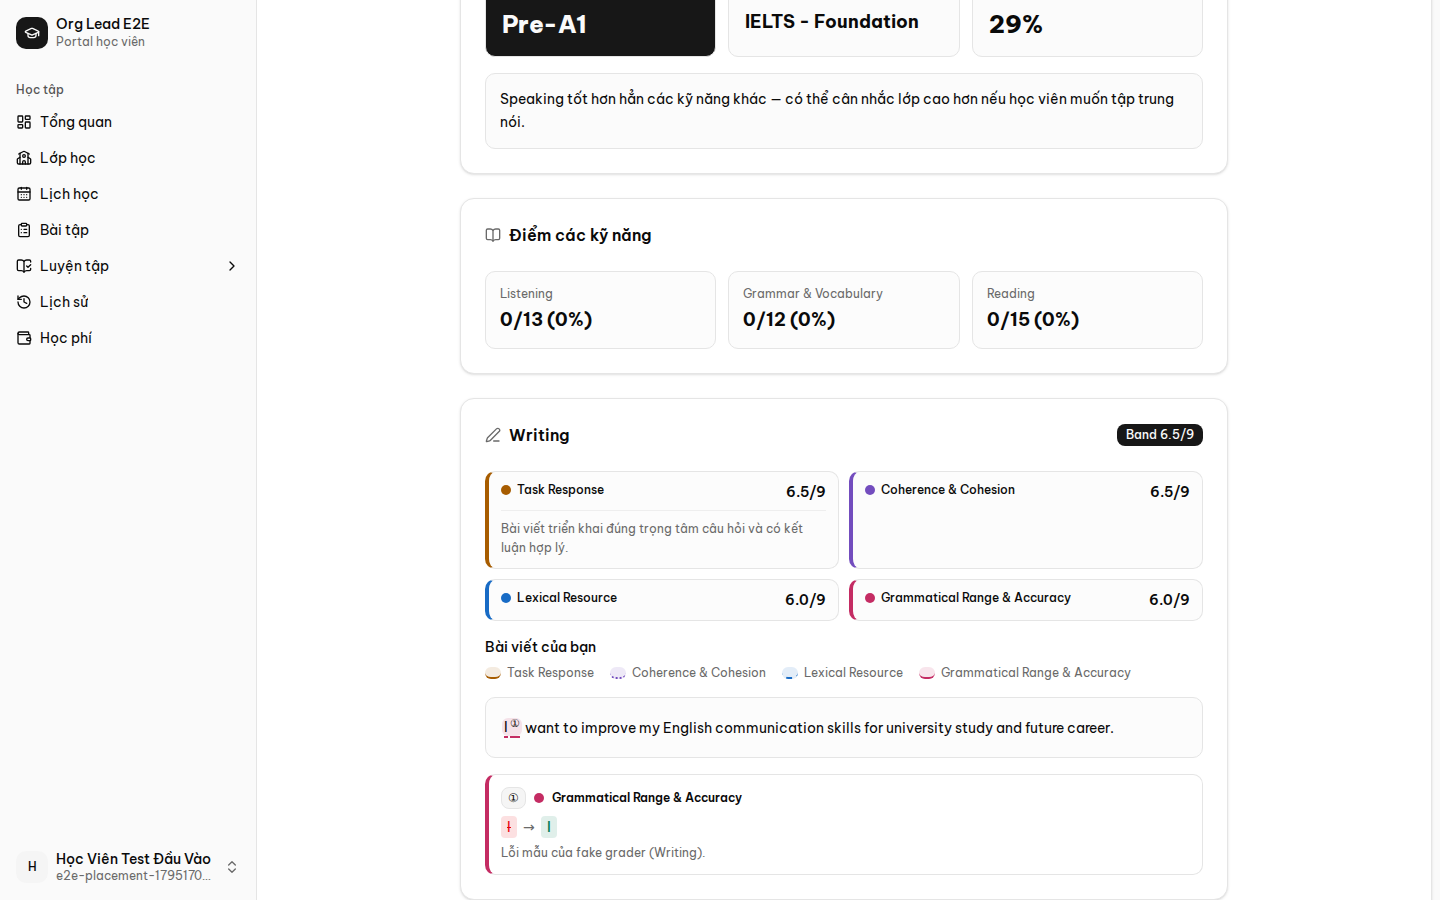 Org Lead E2E
Portal học viên
Học tập
Tổng quan
Lớp học
Lịch học
Bài tập
Luyện tập
Lịch sử
Học phí
H
Học Viên Test Đầu Vào
e2e-placement-1795170...
Pre-A1
IELTS - Foundation
29%
Speaking tốt hơn hẳn các kỹ năng khác — có thể cân nhắc lớp cao hơn nếu học viên muốn tập trung
nói.
Điểm các kỹ năng
Listening
0/13 (0%)
Grammar & Vocabulary
0/12 (0%)
Reading
0/15 (0%)
Writing
Band 6.5/9
Task Response
6.5/9
Bài viết triển khai đúng trọng tâm câu hỏi và có kết
luận hợp lý.
Coherence & Cohesion
6.5/9
Lexical Resource
6.0/9
Grammatical Range & Accuracy
6.0/9
Bài viết của bạn
Task Response Coherence & Cohesion Lexical Resource Grammatical Range & Accuracy
I ① want to improve my English communication skills for university study and future career.
① Grammatical Range & Accuracy
I → I
Lỗi mẫu của fake grader (Writing).